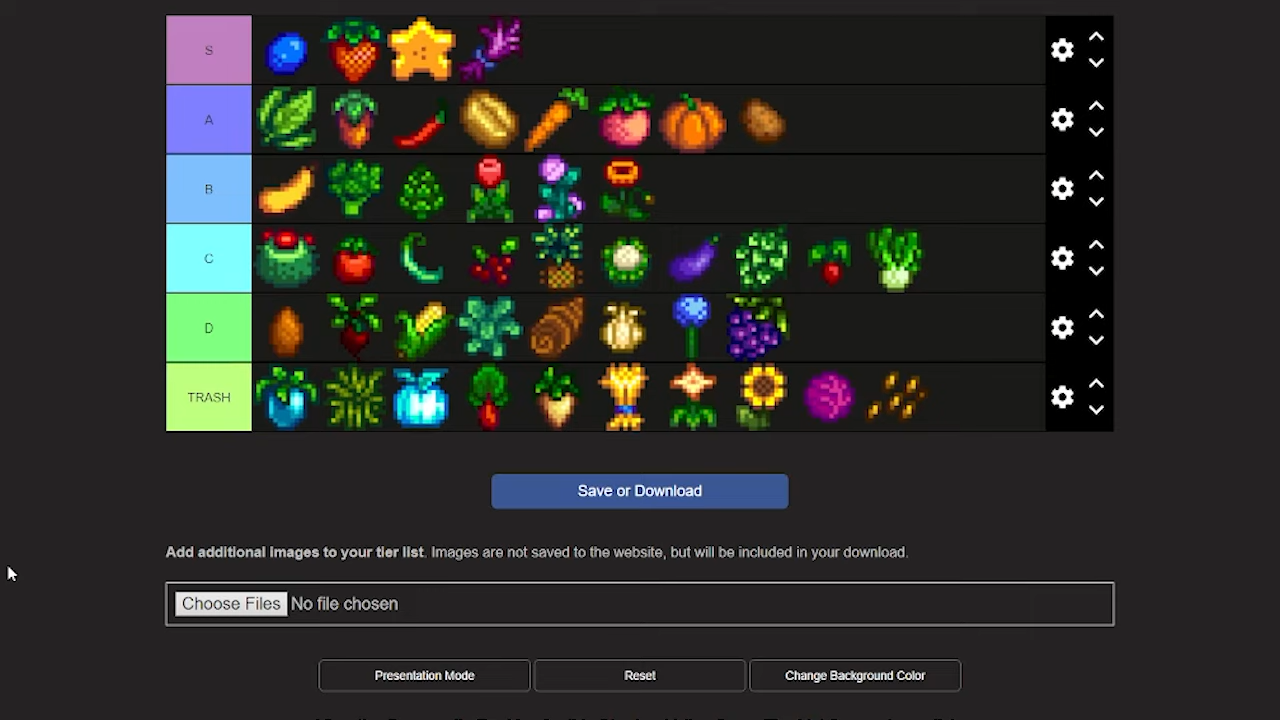 S
A
B
C
D
TRASH
Save or Download
Add additional images to your tier list. Images are not saved to the website, but will be included in your download.
Choose Files No file chosen
Presentation Mode
Reset
Change Background Color